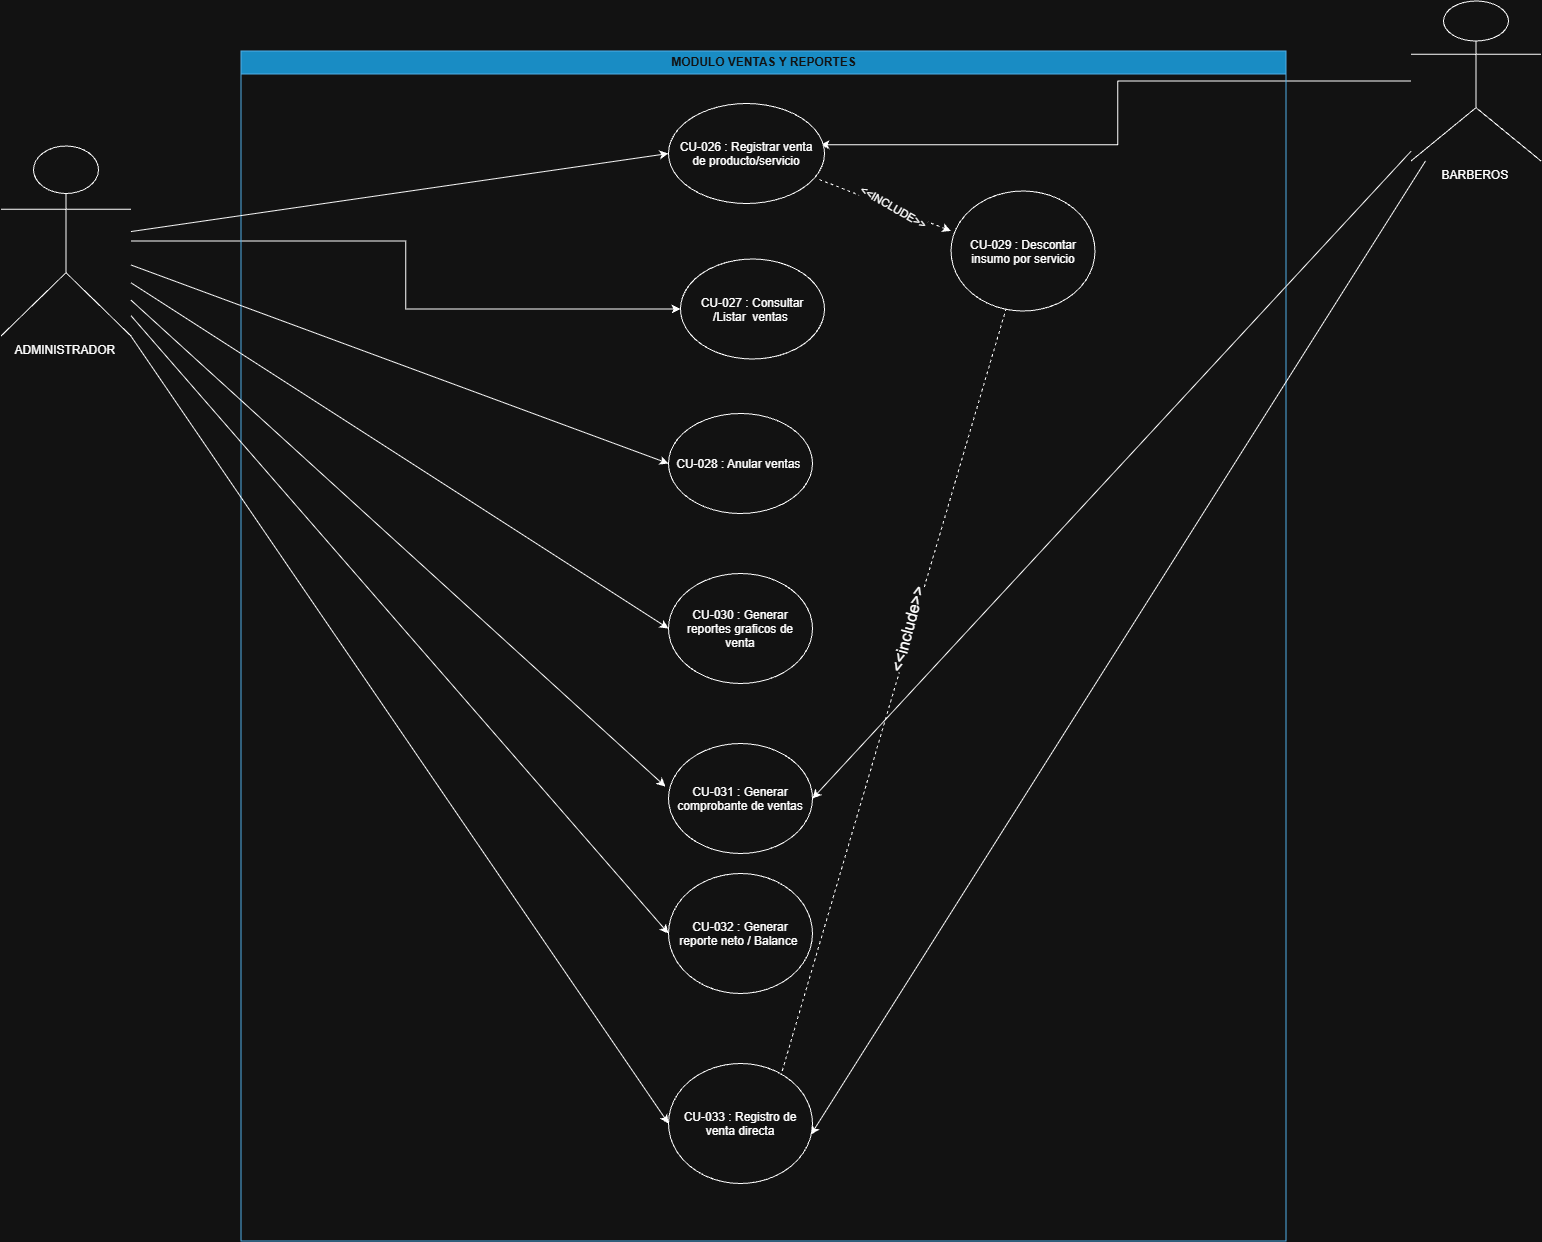 MODULO VENTAS Y REPORTES
CU-026 : Registrar venta
de producto/servicio
BARBEROS
<<INCLUDE>>
CU-029 : Descontar
insumo por servicio
CU-027 : Consultar
/Listar  ventas
ADMINISTRADOR
CU-028 : Anular ventas
CU-030 : Generar
reportes graficos de
venta
<<include>>
CU-031 : Generar
comprobante de ventas
CU-032 : Generar
reporte neto / Balance
CU-033 : Registro de
venta directa